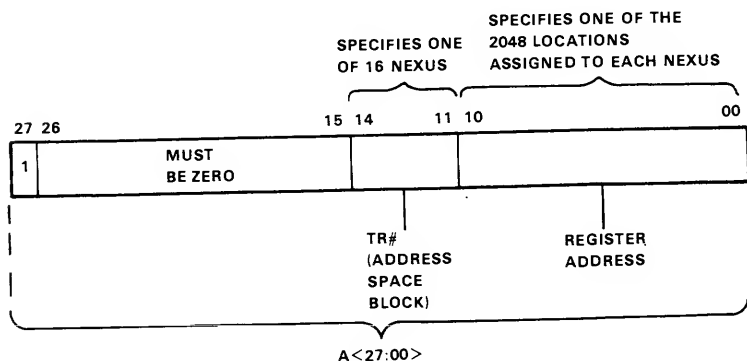 SPECIFIES ONE
OF 16 NEXUS
SPECIFIES ONE OF THE
2048 LOCATIONS
ASSIGNED TO EACH NEXUS
27 26 15 14 11 10 00
1
MUST
BE ZERO
TR#
(ADDRESS
SPACE
BLOCK)
REGISTER
ADDRESS
A<27:00>